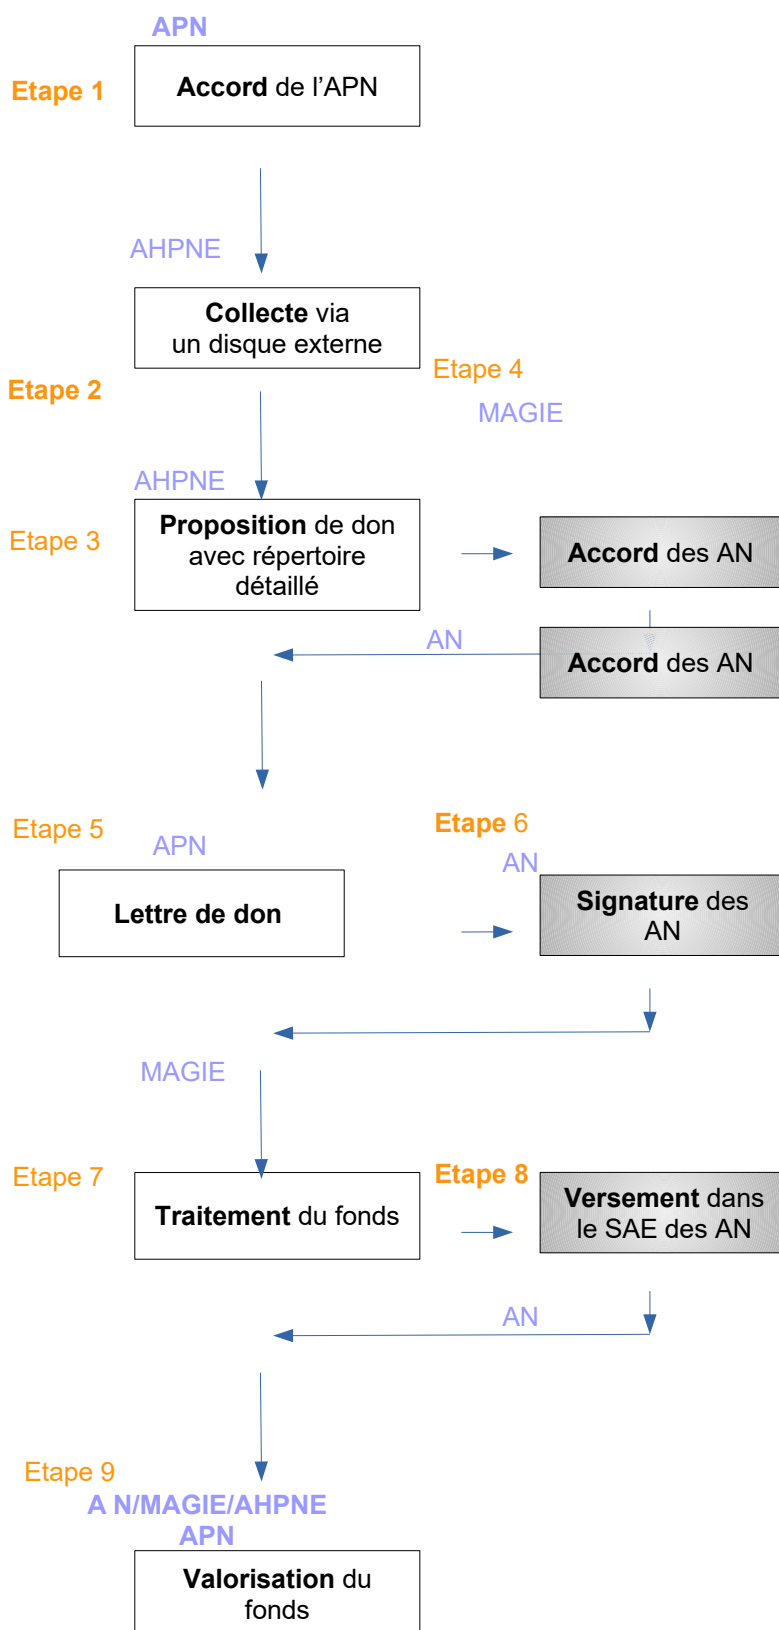 APN
Etape 1
Accord de l’APN
AHPNE
Collecte via
un disque externe
Etape 4
Etape 2
MAGIE
AHPNE
Etape 3
Proposition de don
avec répertoire
détaillé
Accord des AN
AN
Accord des AN
Etape 5
APN
Etape 6
AN
Lettre de don
Signature des
AN
MAGIE
Etape 7
Traitement du fonds
Etape 8
Versement dans
le SAE des AN
AN
Etape 9
A N/MAGIE/AHPNE
APN
Valorisation du
fonds